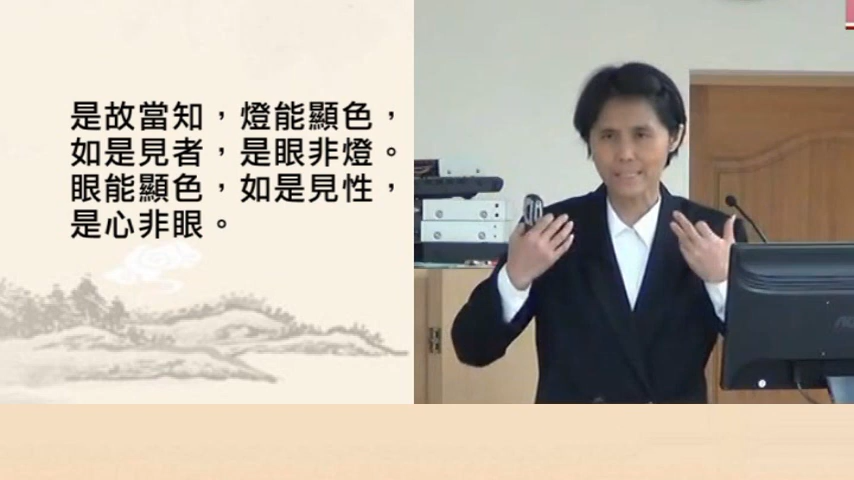 是故當知，燈能顯色，
如是見者，是眼非燈。
眼能顯色，如是見性，
是心非眼。